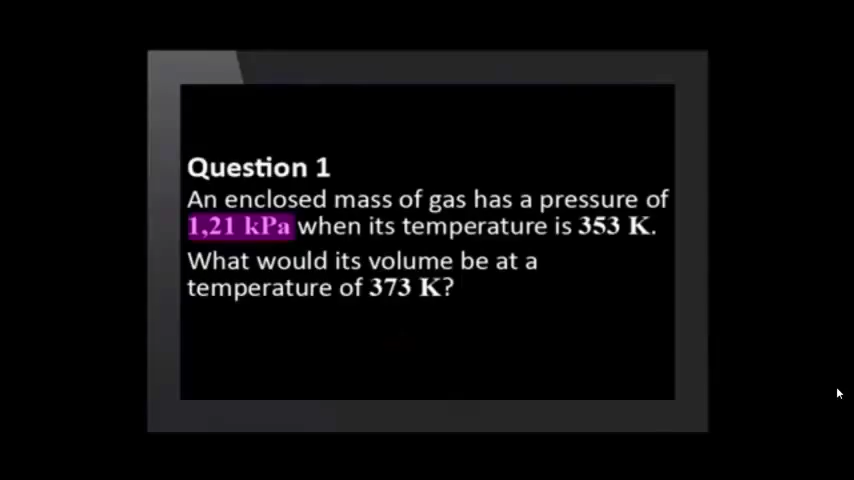 Question 1
An enclosed mass of gas has a pressure of
1,21 kPa when its temperature is 353 K.
What would its volume be at a
temperature of 373 K?